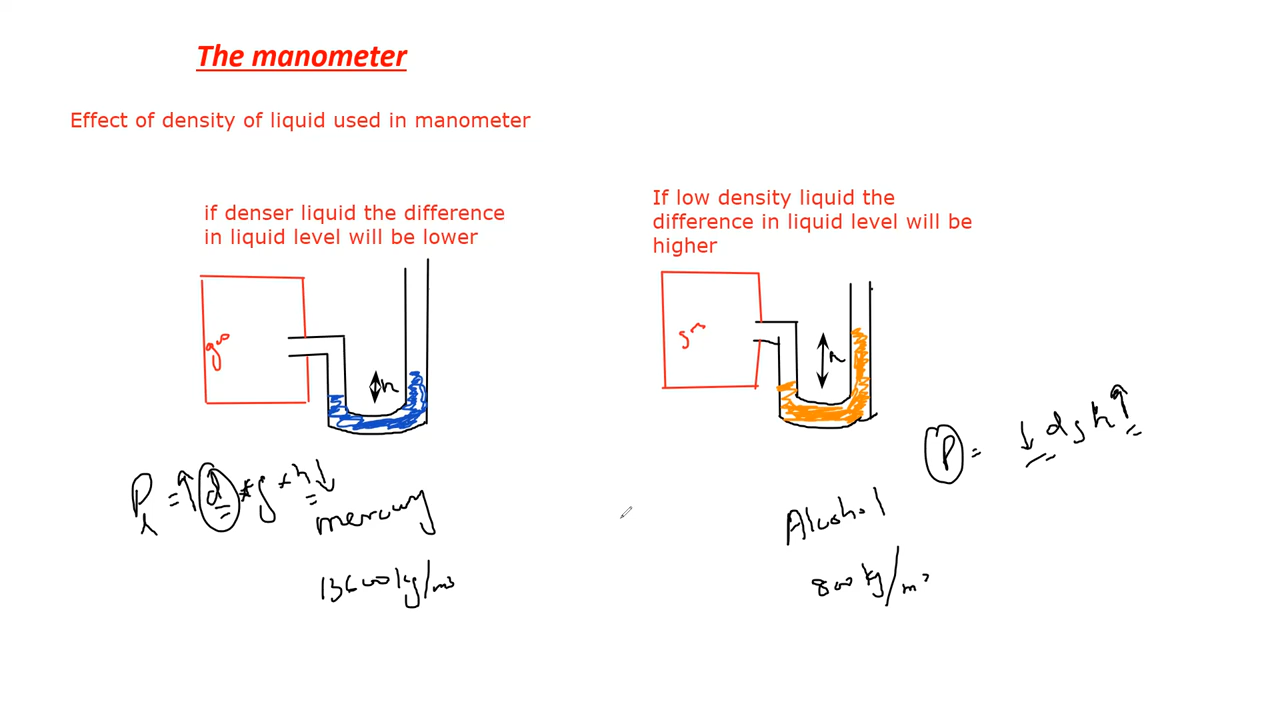 The manometer
Effect of density of liquid used in manometer
if denser liquid the difference
in liquid level will be lower
If low density liquid the
difference in liquid level will be
higher
gas
h
gas
h
P = ↑ d * g * h ↓
mercury
13600 kg/m³
P = ↓ d g h ↑
Alcohol
800 kg/m³